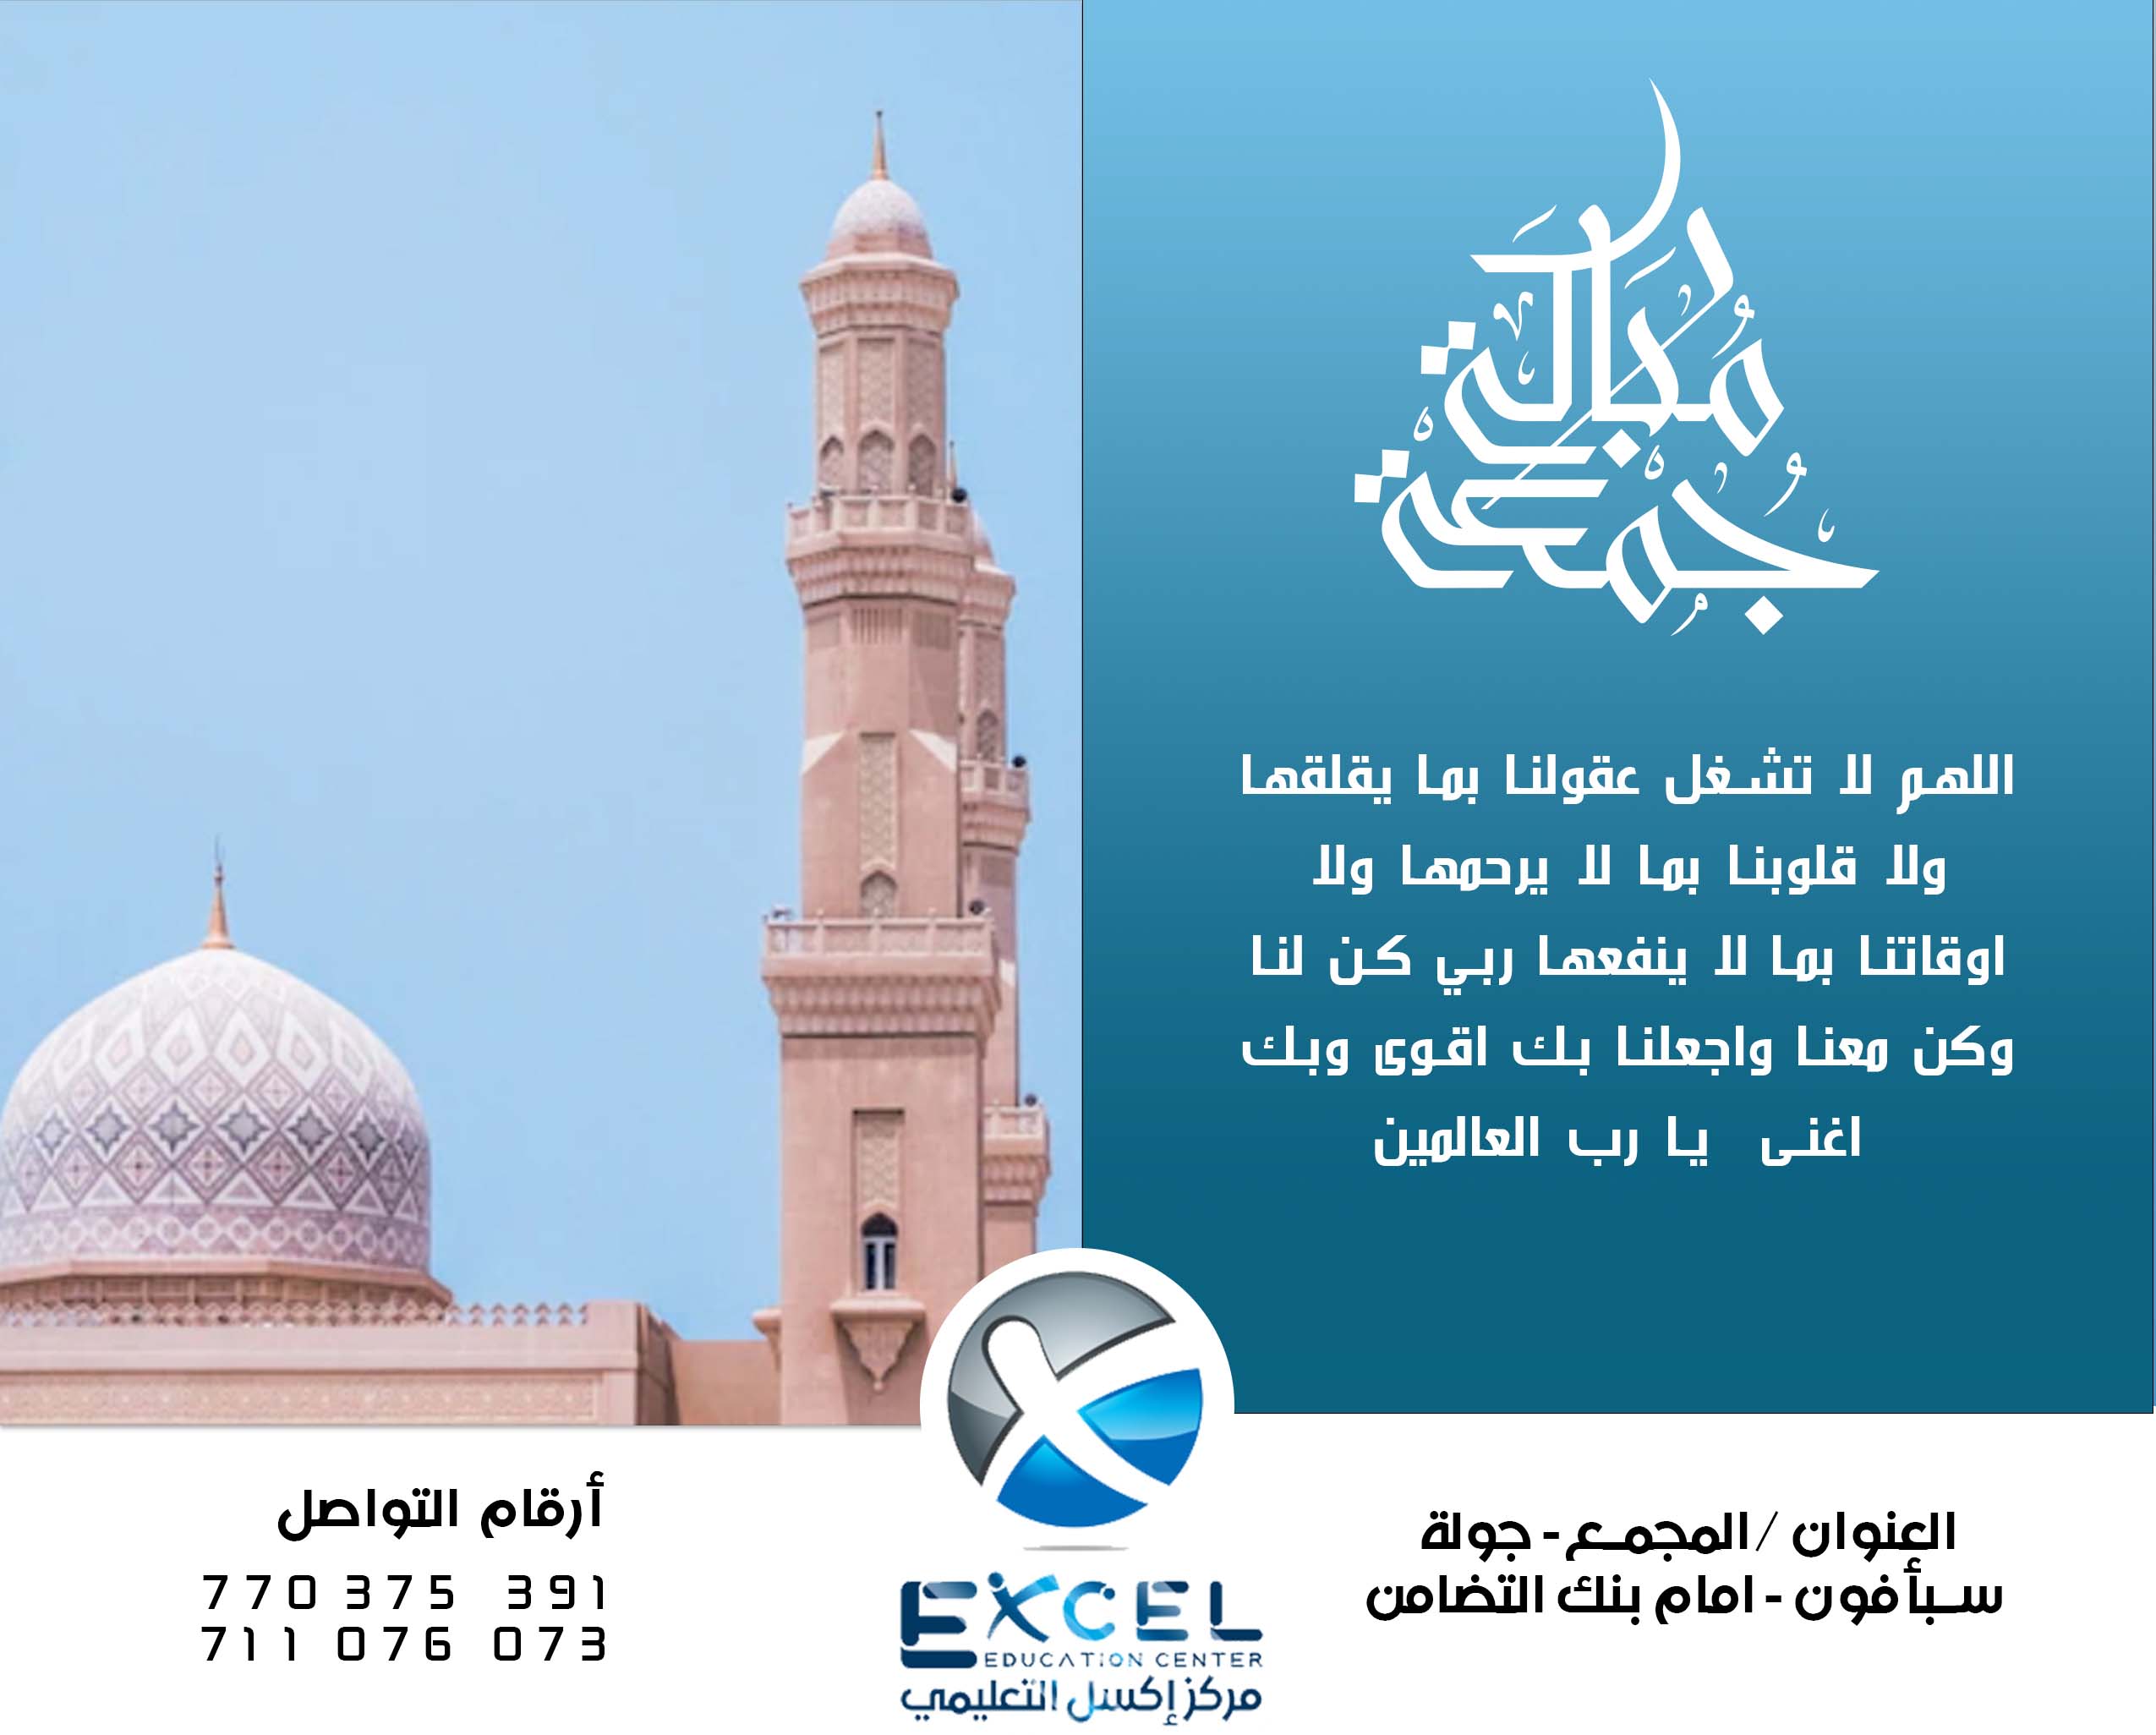 جُمُعَة
مُبَارَكَة
اللهم لا تشغل عقولنا بما يقلقها
ولا قلوبنا بما لا يرحمها ولا
اوقاتنا بما لا ينفعها ربي كن لنا
وكن معنا واجعلنا بك اقوى وبك
اغنى يا رب العالمين
العنوان / المجمع - جولة
سبأفون - امام بنك التضامن
EXCEL
EDUCATION CENTER
مركز إكسل التعليمي
أرقام التواصل
770 375 391
711 076 073